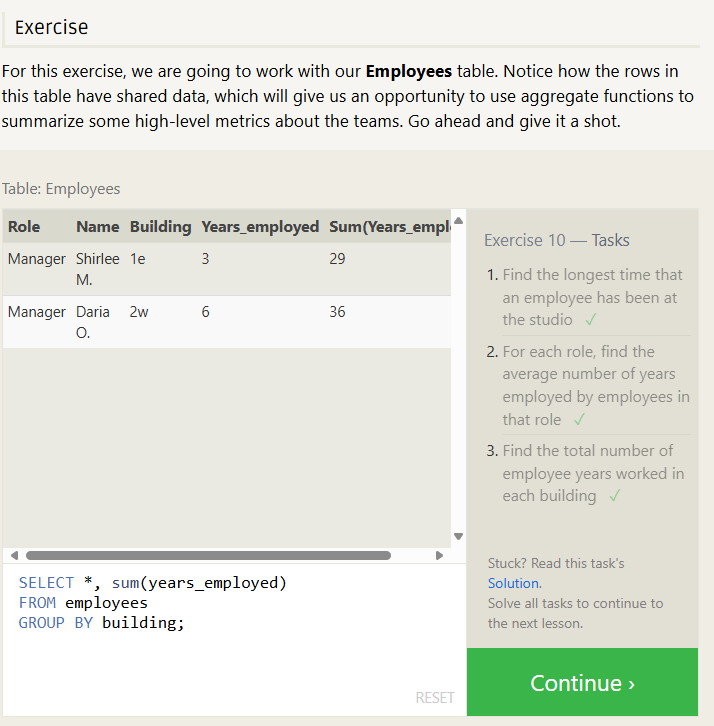 Exercise
For this exercise, we are going to work with our Employees table. Notice how the rows in
this table have shared data, which will give us an opportunity to use aggregate functions to
summarize some high-level metrics about the teams. Go ahead and give it a shot.
Table: Employees
Role Name Building Years_employed Sum(Years_empl
Manager Shirlee M. 1e 3 29
Manager Daria O. 2w 6 36
SELECT *, sum(years_employed)
FROM employees
GROUP BY building;
RESET
Exercise 10 — Tasks
1. Find the longest time that
an employee has been at
the studio ✓
2. For each role, find the
average number of years
employed by employees in
that role ✓
3. Find the total number of
employee years worked in
each building ✓
Stuck? Read this task's
Solution.
Solve all tasks to continue to
the next lesson.
Continue ›